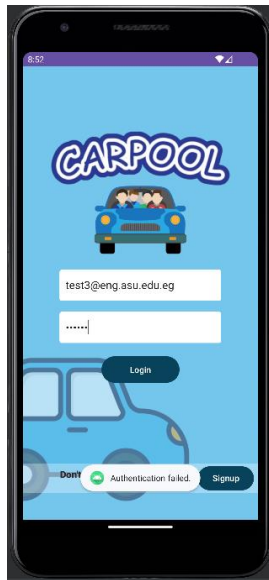 8:52
CARPOOL
test3@eng.asu.edu.eg
••••••
Login
Don't
Authentication failed.
Signup